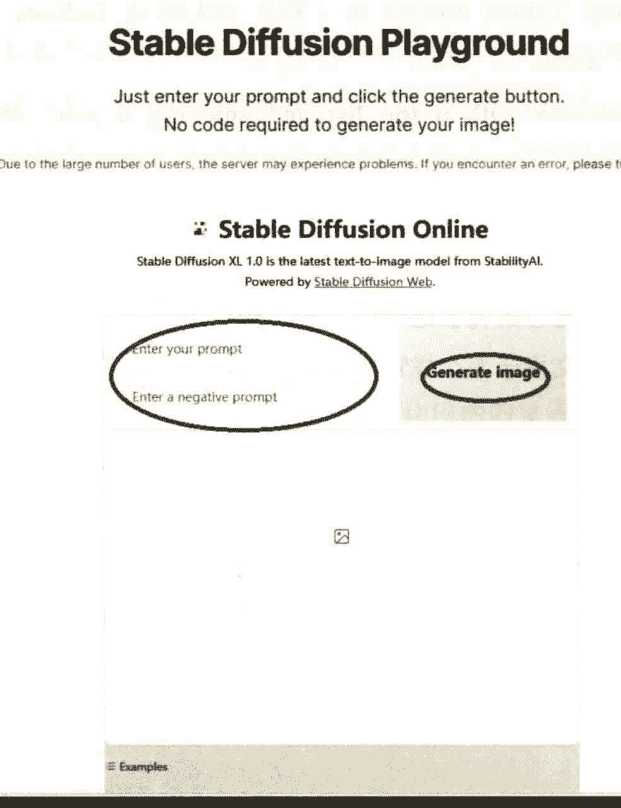 Stable Diffusion Playground
Just enter your prompt and click the generate button.
No code required to generate your image!
Due to the large number of users, the server may experience problems. If you encounter an error, please
Stable Diffusion Online
Stable Diffusion XL 1.0 is the latest text-to-image model from StabilityAI.
Powered by Stable Diffusion Web.
Enter your prompt
Generate image
Enter a negative prompt
Examples